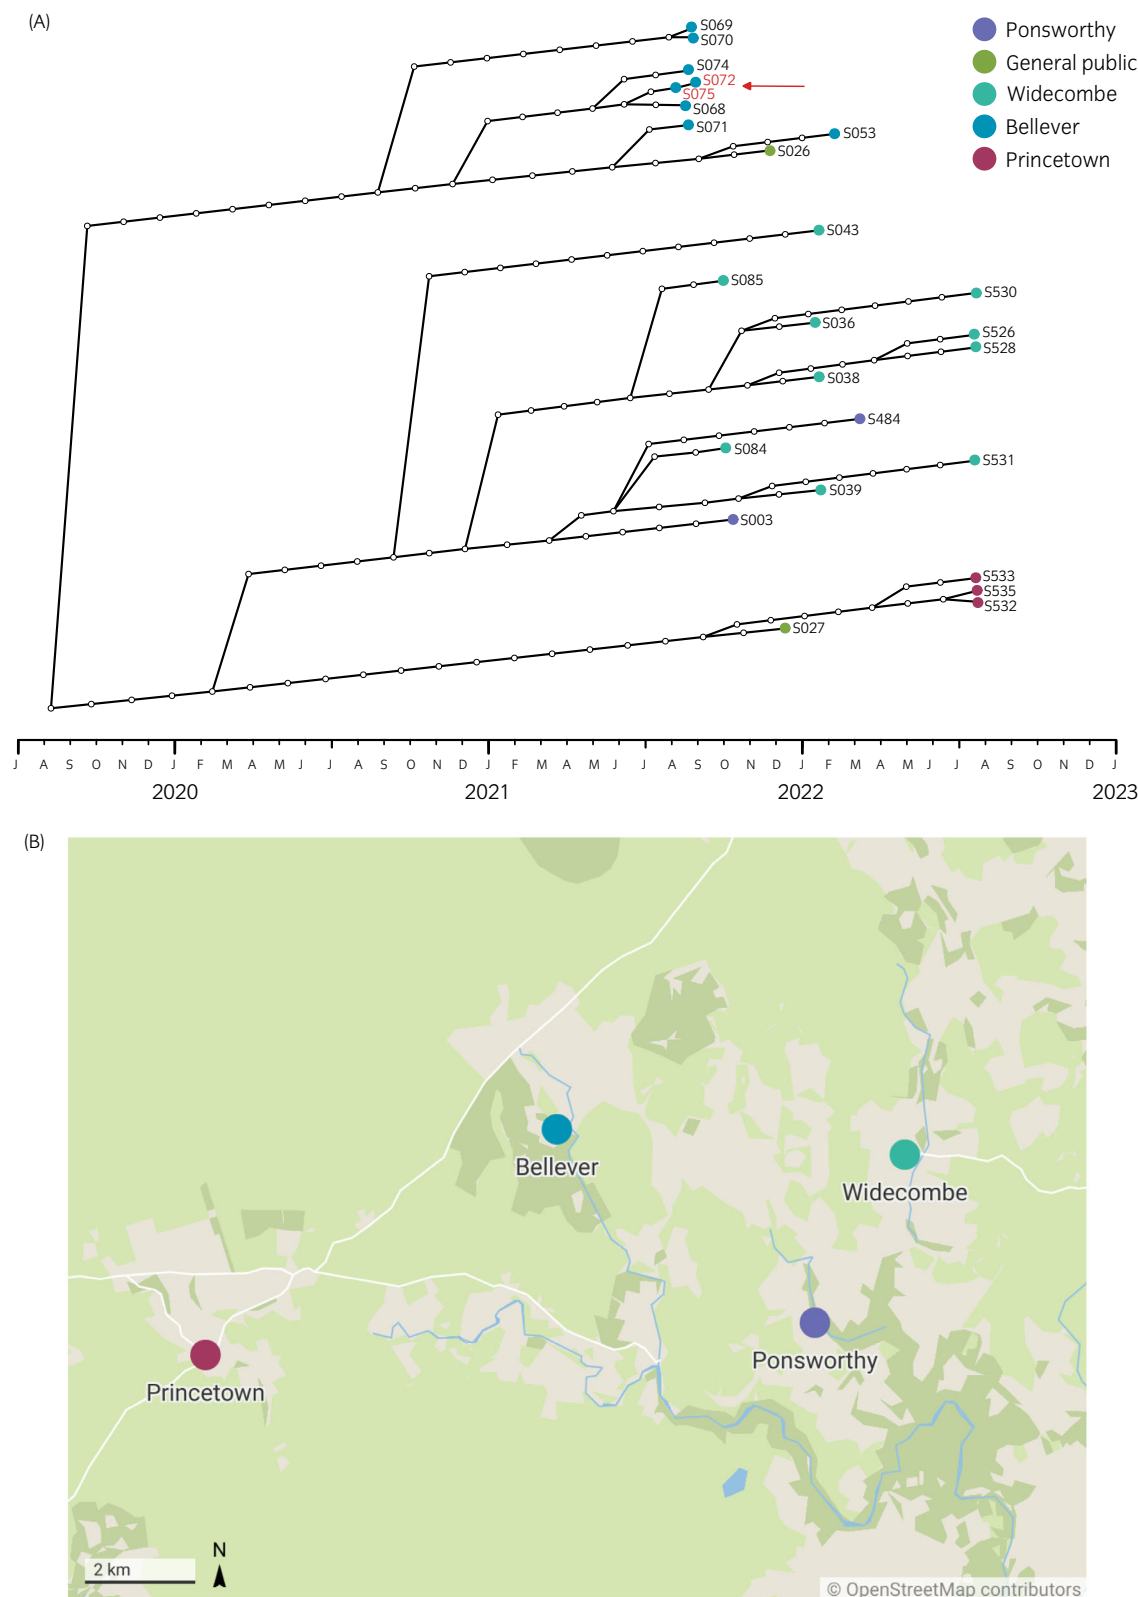 (A)
S069
S070
S074
S072
S075
S068
S071
S053
S026
Ponsworthy
General public
Widecombe
Bellever
Princetown
S043
S085
S530
S036
S526
S528
S038
S484
S084
S531
S039
S003
S533
S535
S532
S027
J A S O N D J F M A M J J A S O N D J F M A M J J A S O N D J F M A M J J A S O N D J
2020 2021 2022 2023
(B)
Bellever
Widecombe
Ponsworthy
Princetown
N
2 km
© OpenStreetMap contributors